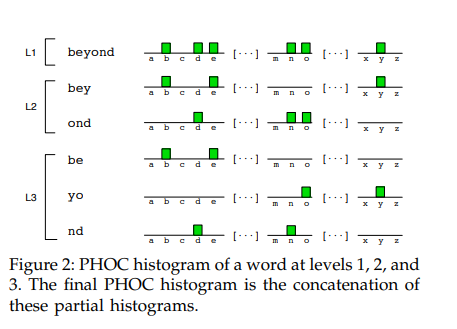 L1 beyond a b c d e [···] m n o [···] x y z
bey a b c d e [···] m n o [···] x y z
L2
ond a b c d e [···] m n o [···] x y z
be a b c d e [···] m n o [···] x y z
L3 yo a b c d e [···] m n o [···] x y z
nd a b c d e [···] m n o [···] x y z
Figure 2: PHOC histogram of a word at levels 1, 2, and
3. The final PHOC histogram is the concatenation of
these partial histograms.